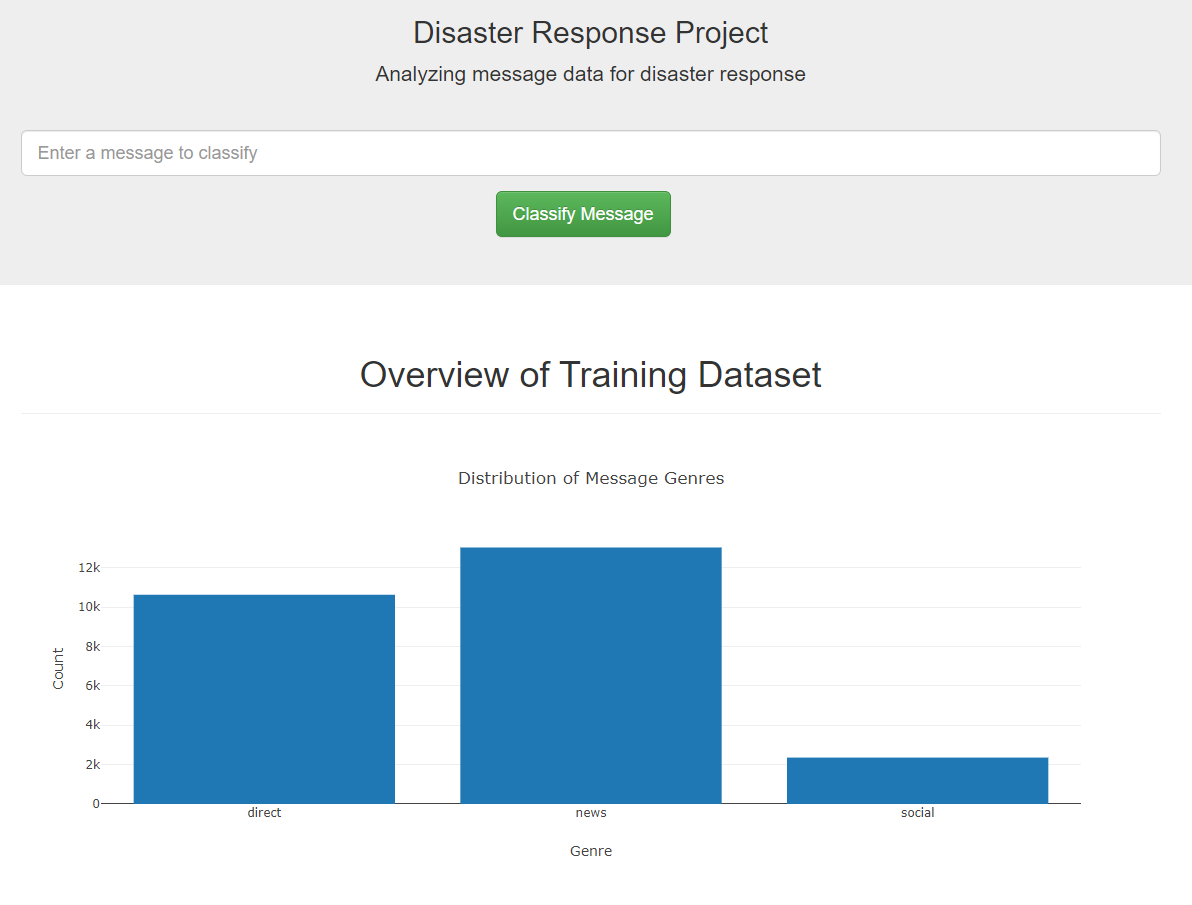 Disaster Response Project
Analyzing message data for disaster response
Enter a message to classify
Classify Message
Overview of Training Dataset
Distribution of Message Genres
12k
10k
8k
6k
4k
2k
0
Count
direct
news
social
Genre